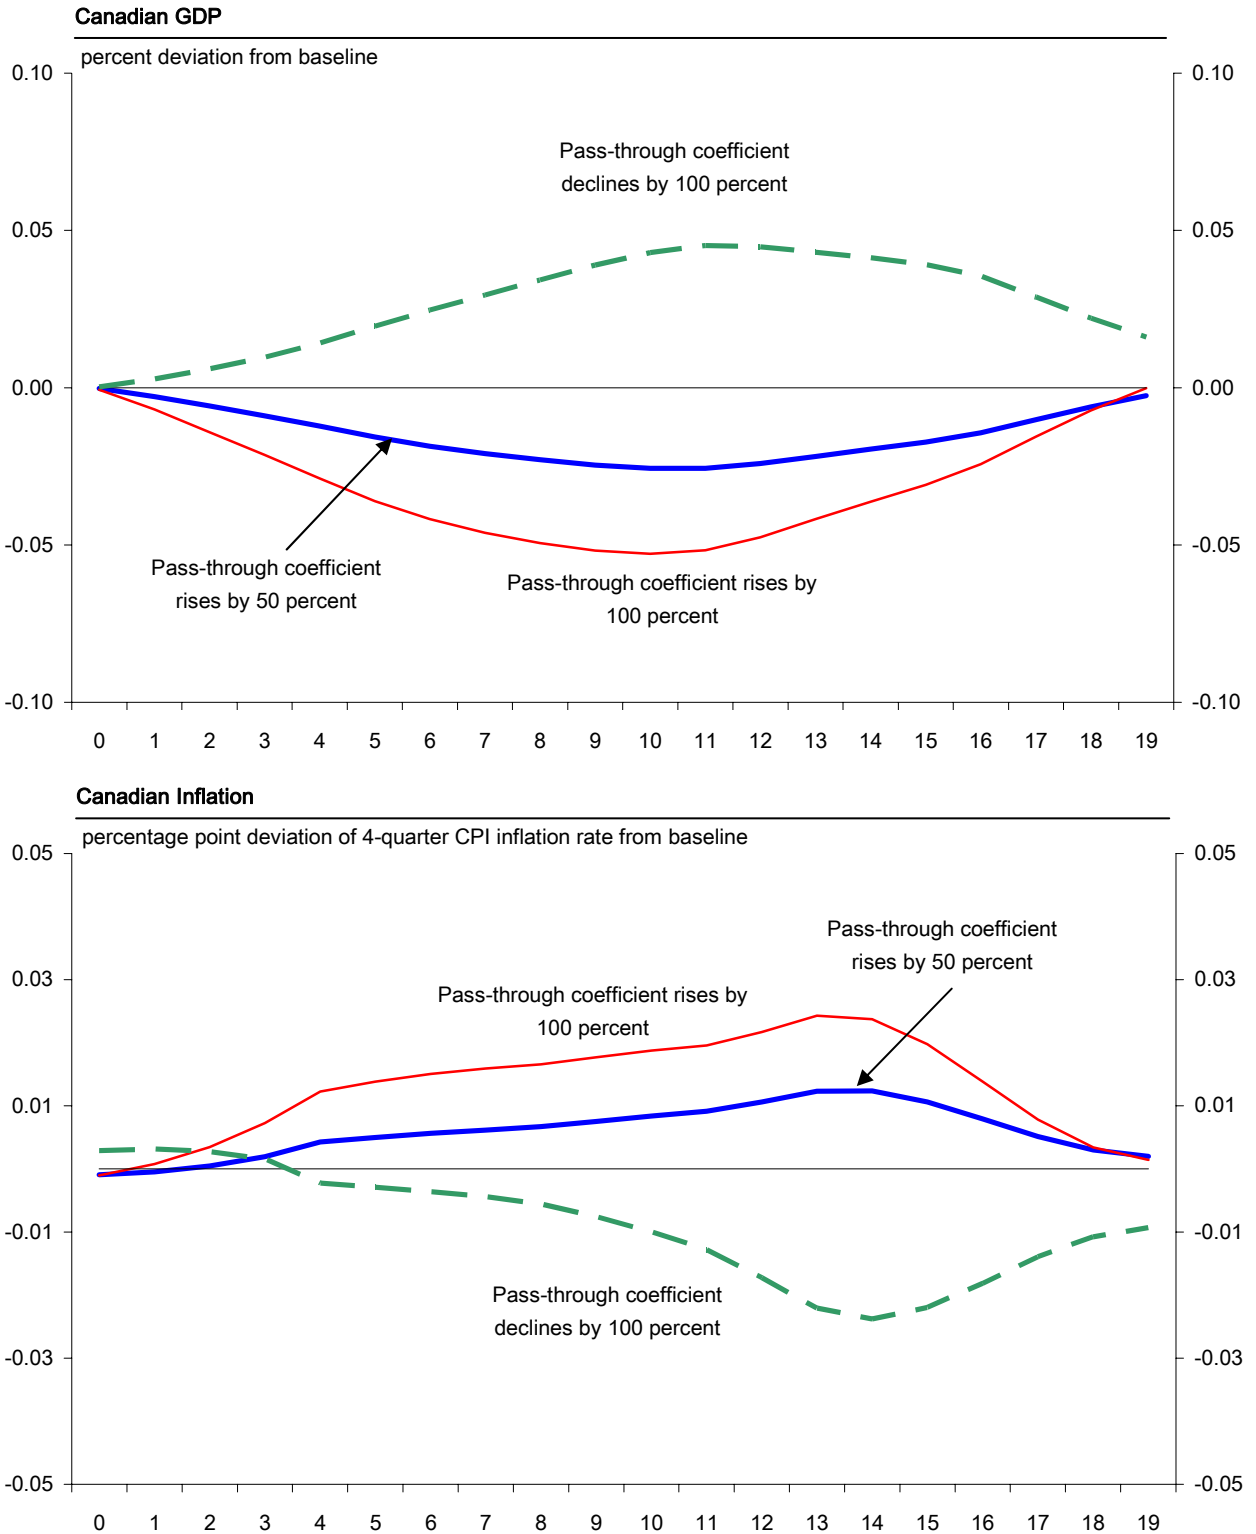 Canadian GDP
percent deviation from baseline
0.10 0.10
Pass-through coefficient
declines by 100 percent
0.05 0.05
0.00 0.00
-0.05 -0.05
Pass-through coefficient
rises by 50 percent
Pass-through coefficient rises by
100 percent
-0.10 -0.10
0 1 2 3 4 5 6 7 8 9 10 11 12 13 14 15 16 17 18 19
Canadian Inflation
percentage point deviation of 4-quarter CPI inflation rate from baseline
0.05 0.05
Pass-through coefficient
rises by 50 percent
0.03 0.03
Pass-through coefficient rises by
100 percent
0.01 0.01
-0.01 -0.01
Pass-through coefficient
declines by 100 percent
-0.03 -0.03
-0.05 -0.05
0 1 2 3 4 5 6 7 8 9 10 11 12 13 14 15 16 17 18 19